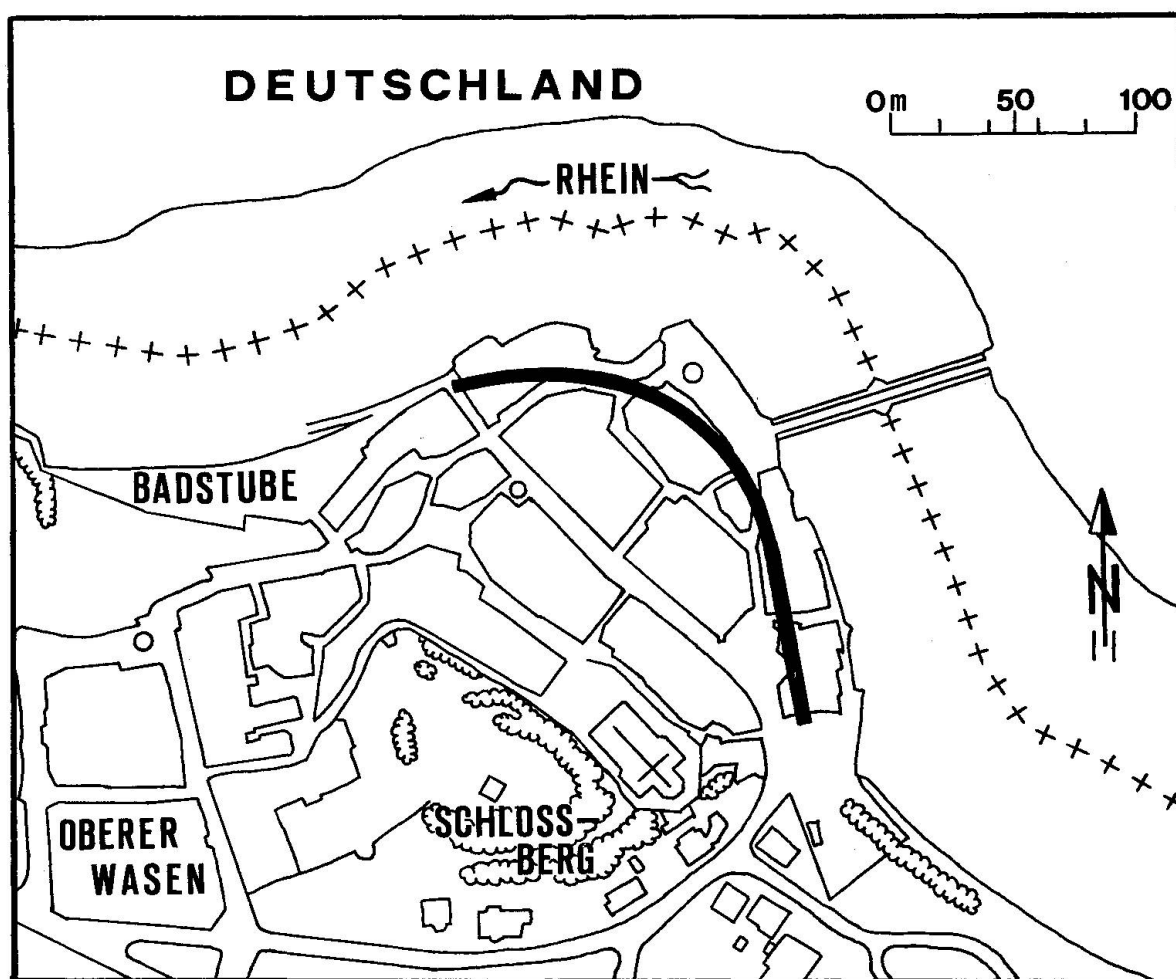 DEUTSCHLAND
0m 50 100
RHEIN
BADSTUBE
N
OBERER
WASEN
SCHLOSS-
BERG